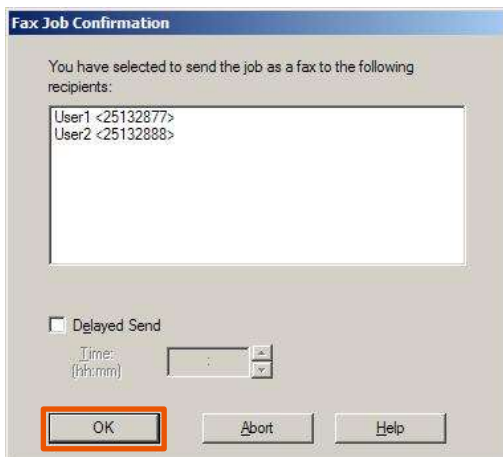 Fax Job Confirmation
You have selected to send the job as a fax to the following
recipients:
User1 <25132877>
User2 <25132888>
Delayed Send
Time:
(hh:mm)
:
OK
Abort
Help